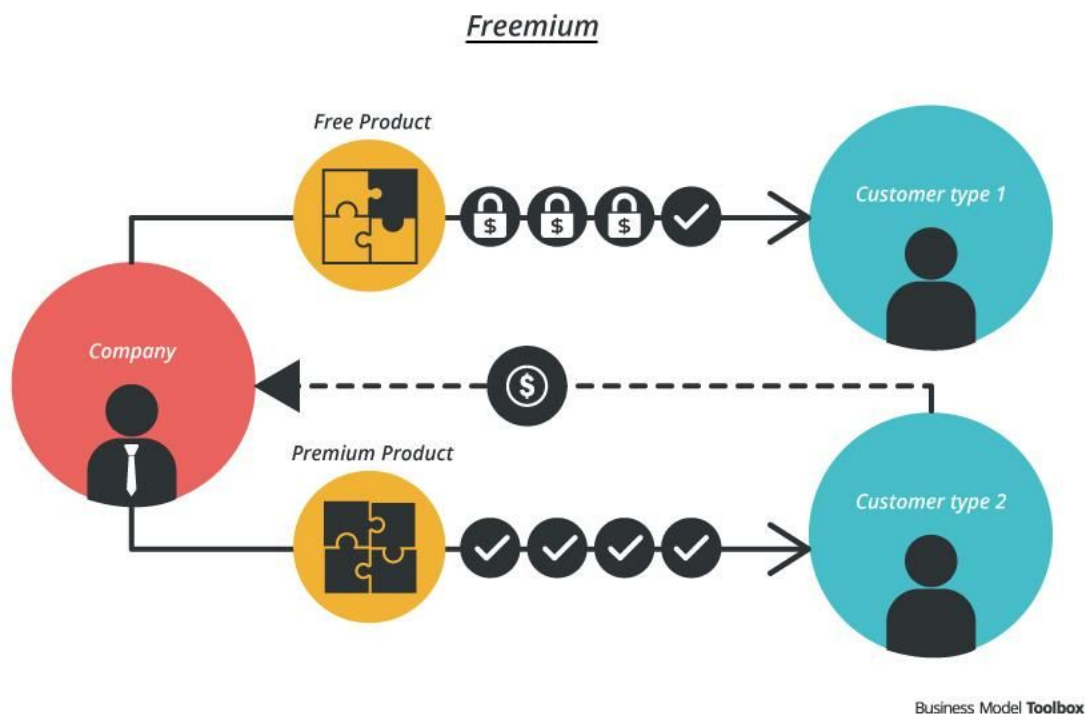 Freemium
Free Product
$ $ $
Customer type 1
Company
$
Premium Product
Customer type 2
Business Model Toolbox